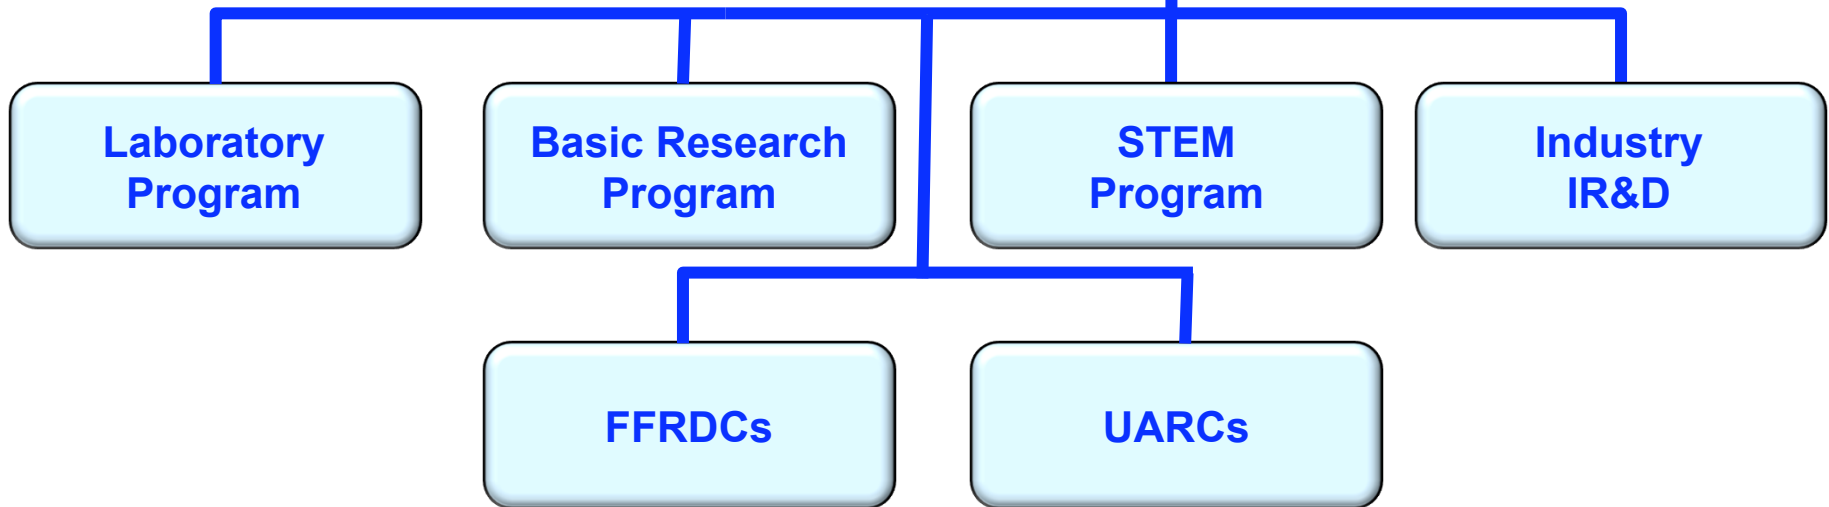 Laboratory
Program
Basic Research
Program
STEM
Program
Industry
IR&D
FFRDCs
UARCs